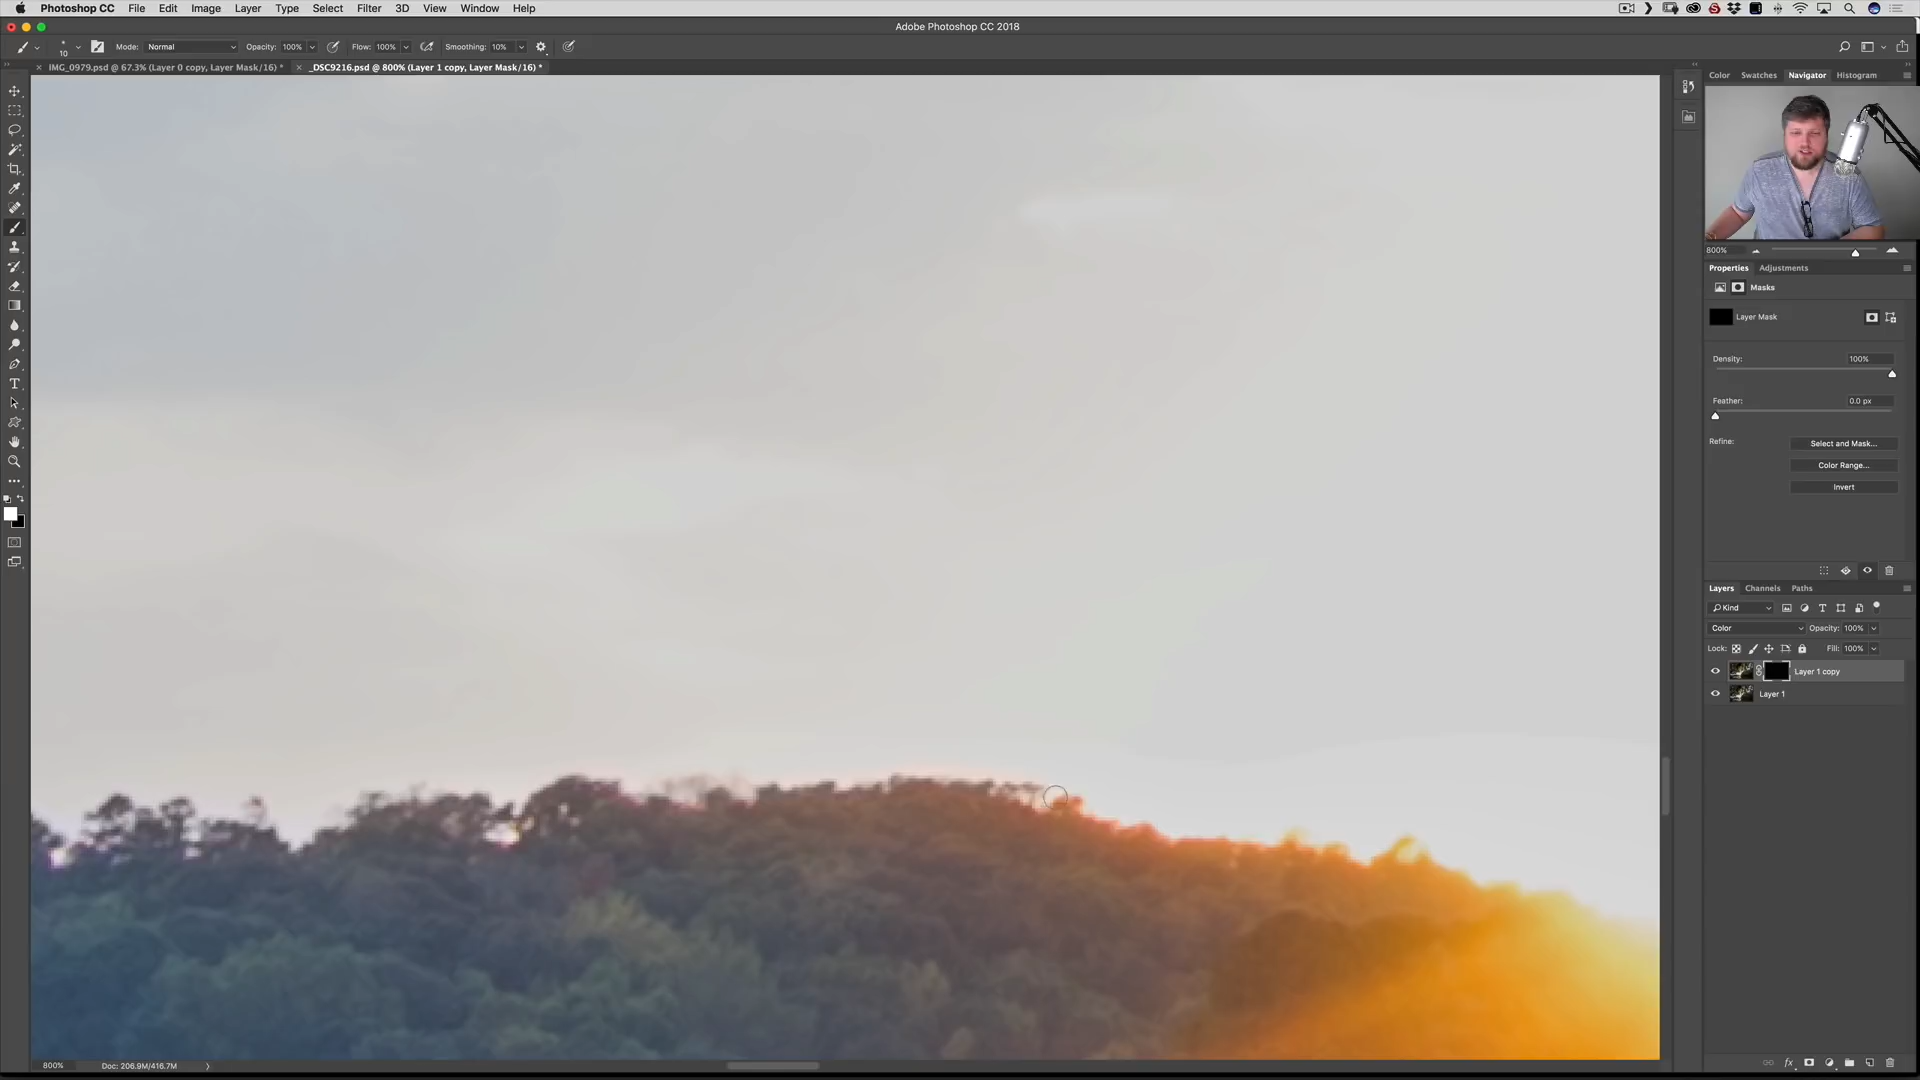 Photoshop CC File Edit Image Layer Type Select Filter 3D View Window Help
Adobe Photoshop CC 2018
10 Mode: Normal Opacity: 100% Flow: 100% Smoothing: 10%
IMG_0979.psd @ 67.3% (Layer 0 copy, Layer Mask/16) * _DSC9216.psd @ 800% (Layer 1 copy, Layer Mask/16) *
Color Swatches Navigator Histogram
800%
Properties Adjustments
Masks
Layer Mask
Density: 100%
Feather: 0.0 px
Refine: Select and Mask...
Color Range...
Invert
Layers Channels Paths
Kind
Color Opacity: 100%
Lock: Fill: 100%
Layer 1 copy
Layer 1
800% Doc: 206.9M/416.7M